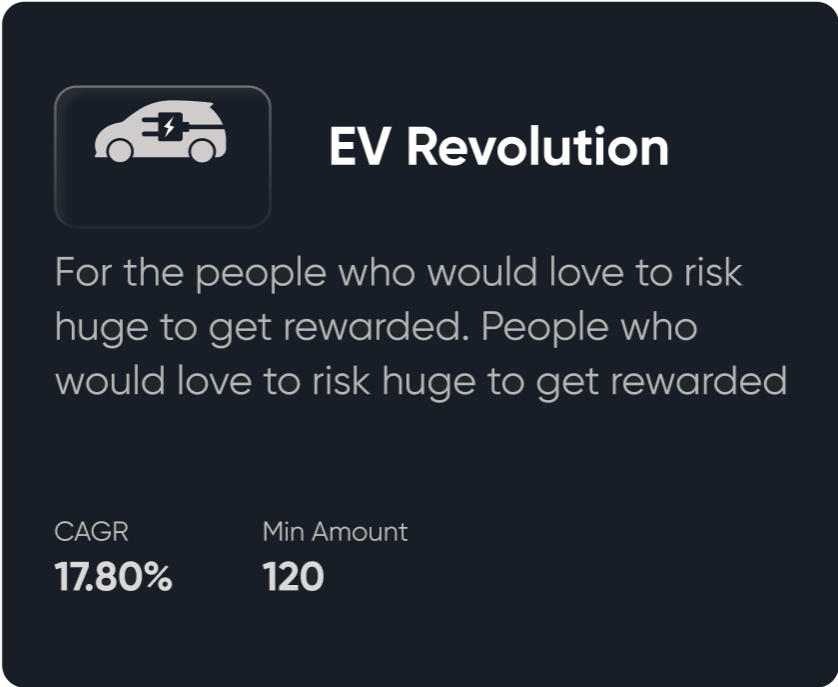 EV Revolution
For the people who would love to risk
huge to get rewarded. People who
would love to risk huge to get rewarded
CAGR
Min Amount
17.80%
120